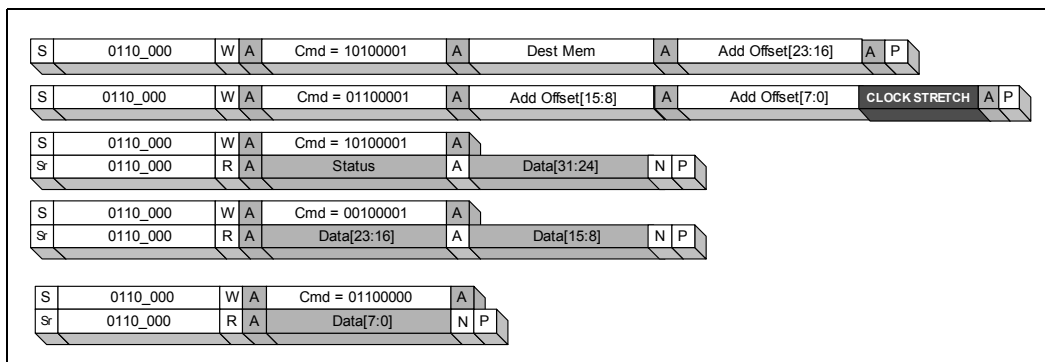 S 0110_000 W A Cmd = 10100001 A Dest Mem A Add Offset[23:16] A P
S 0110_000 W A Cmd = 01100001 A Add Offset[15:8] A Add Offset[7:0] CLOCK STRETCH A P
S 0110_000 W A Cmd = 10100001 A
Sr 0110_000 R A Status A Data[31:24] N P
S 0110_000 W A Cmd = 00100001 A
Sr 0110_000 R A Data[23:16] A Data[15:8] N P
S 0110_000 W A Cmd = 01100000 A
Sr 0110_000 R A Data[7:0] N P